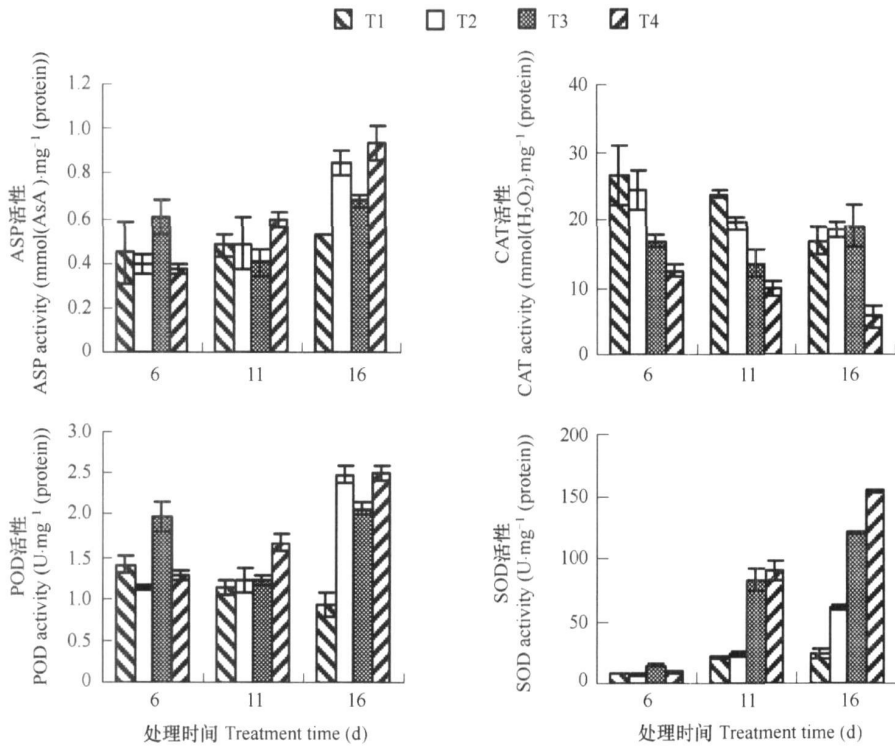 T1 T2 T3 T4
ASP活性
ASP activity (mmol(AsA)·mg⁻¹ (protein))
1.2
1.0
0.8
0.6
0.4
0.2
0
6 11 16
CAT活性
CAT activity (mmol(H₂O₂)·mg⁻¹ (protein))
40
30
20
10
0
6 11 16
POD活性
POD activity (U·mg⁻¹ (protein))
3.0
2.5
2.0
1.5
1.0
0.5
0
6 11 16
处理时间 Treatment time (d)
SOD活性
SOD activity (U·mg⁻¹ (protein))
200
150
100
50
0
6 11 16
处理时间 Treatment time (d)